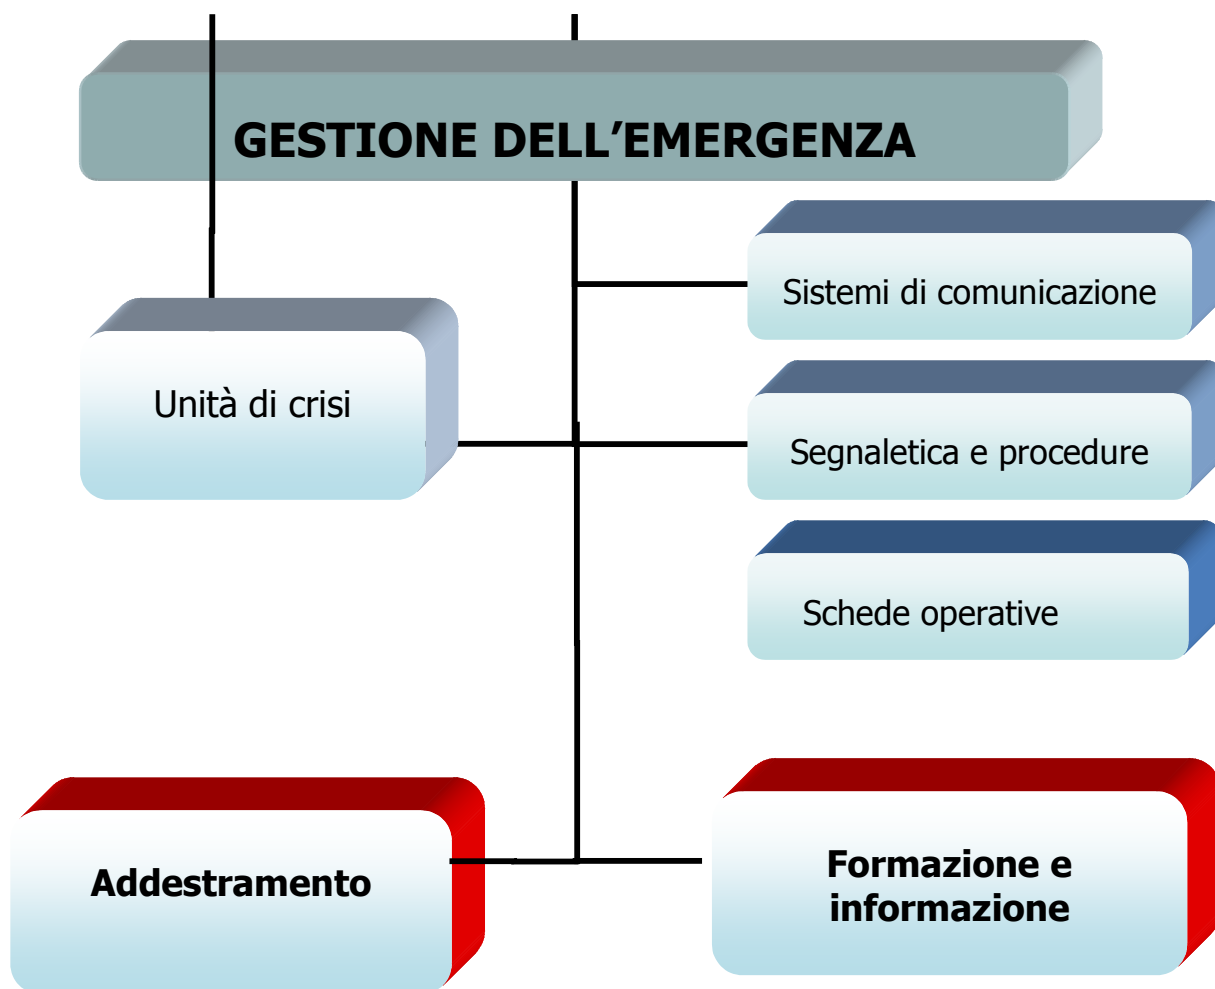 GESTIONE DELL’EMERGENZA
Sistemi di comunicazione
Unità di crisi
Segnaletica e procedure
Schede operative
Addestramento
Formazione e
informazione